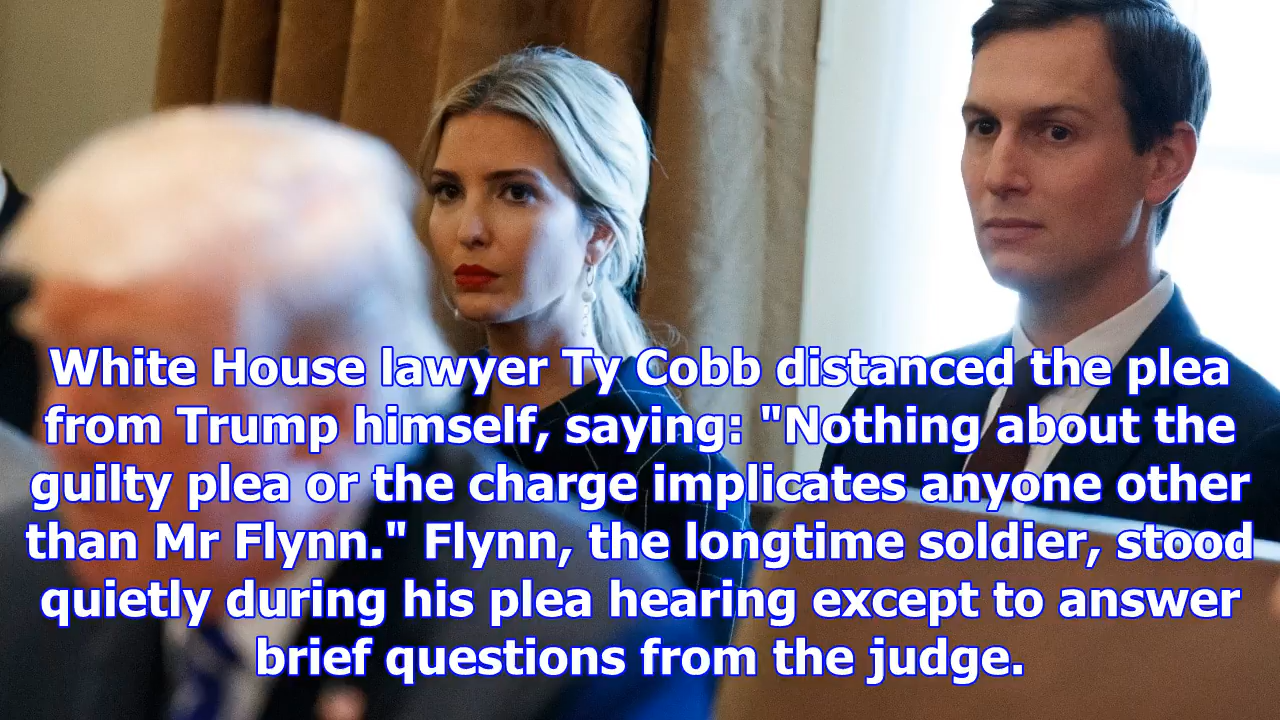 White House lawyer Ty Cobb distanced the plea
from Trump himself, saying: "Nothing about the
guilty plea or the charge implicates anyone other
than Mr Flynn." Flynn, the longtime soldier, stood
quietly during his plea hearing except to answer
brief questions from the judge.